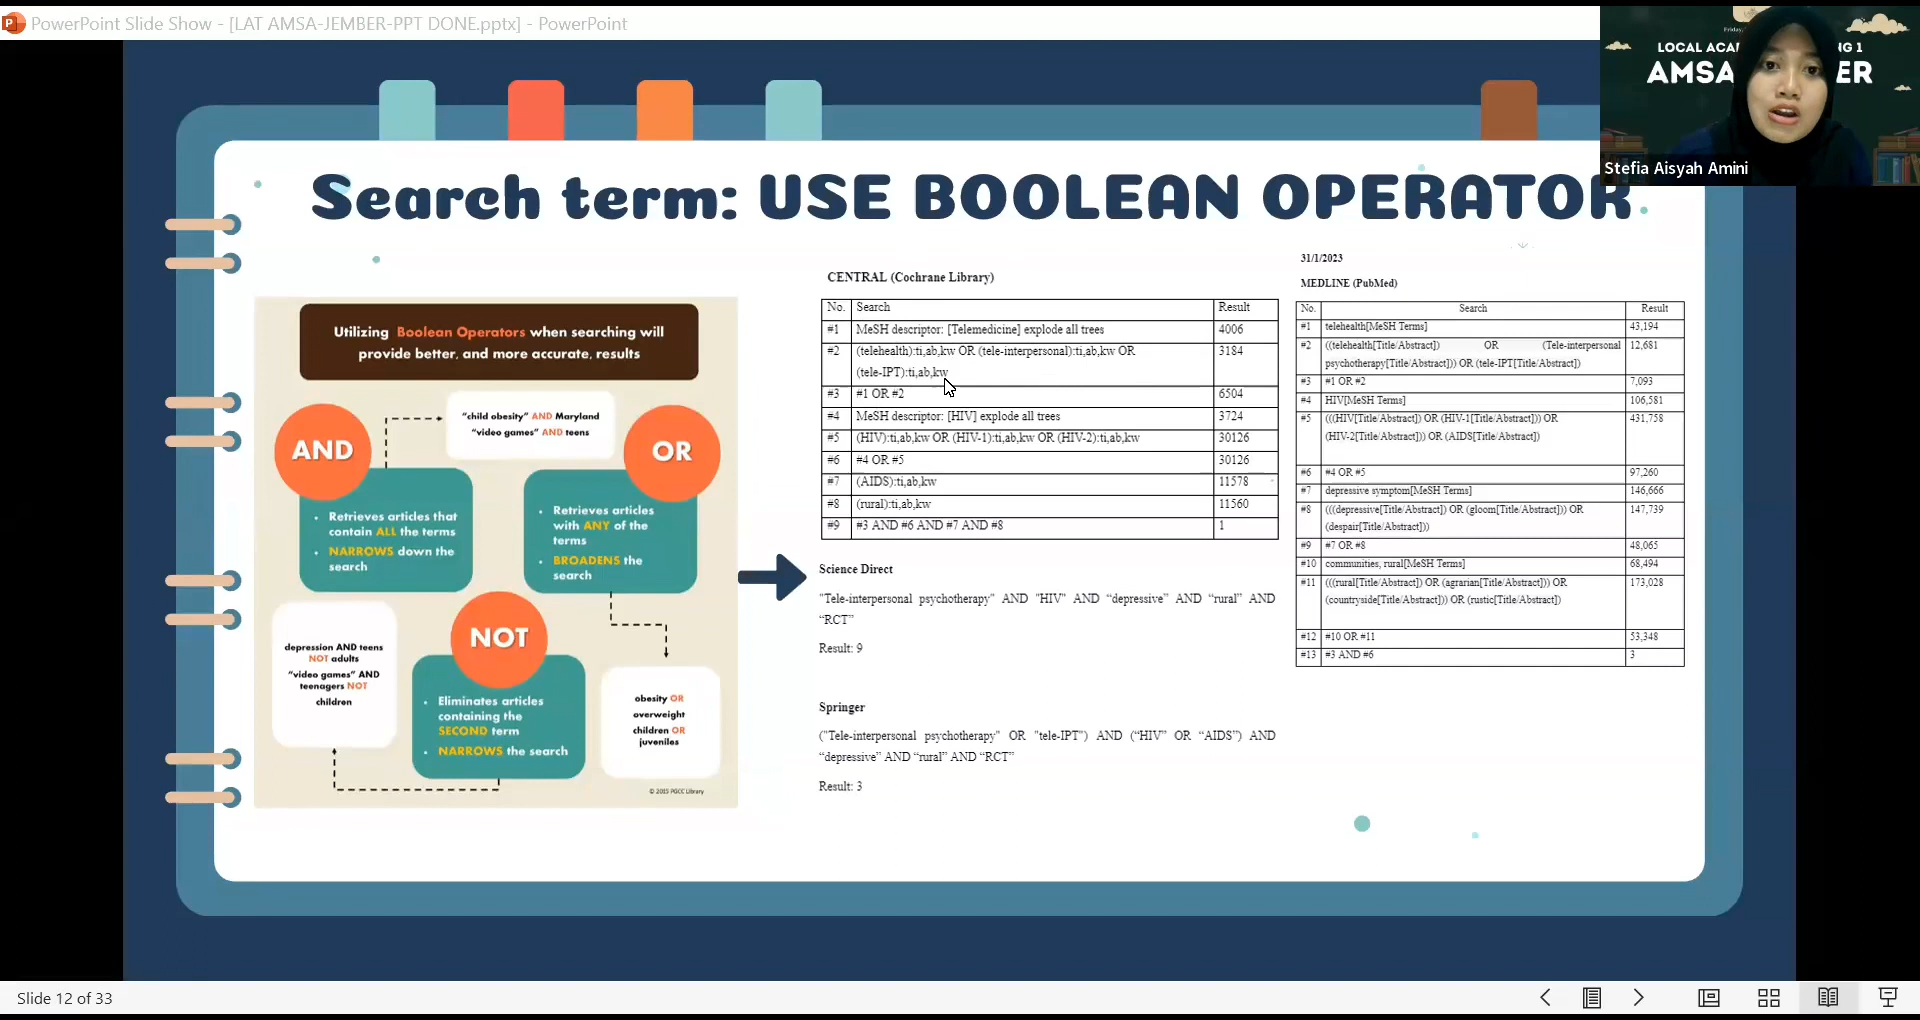 PowerPoint Slide Show - [LAT AMSA-JEMBER-PPT DONE.pptx] - PowerPoint
LOCAL ACA
NG 1
AMSA
ER
Stefia Aisyah Amini
Search term: USE BOOLEAN OPERATOR
Utilizing Boolean Operators when searching will
provide better, and more accurate, results
AND
"child obesity" AND Maryland
"video games" AND teens
OR
• Retrieves articles that
contain ALL the terms
• NARROWS down the
search
• Retrieves articles
with ANY of the
terms
• BROADENS the
search
NOT
depression AND teens
NOT adults
"video games" AND
teenagers NOT
children
• Eliminates articles
containing the
SECOND term
• NARROWS the search
obesity OR
overweight
children OR
juveniles
© 2015 PGCC Library
CENTRAL (Cochrane Library)
No. Search Result
#1 MeSH descriptor: [Telemedicine] explode all trees 4006
#2 (telehealth):ti,ab,kw OR (tele-interpersonal):ti,ab,kw OR 3184
(tele-IPT):ti,ab,kw
#3 #1 OR #2 6504
#4 MeSH descriptor: [HIV] explode all trees 3724
#5 (HIV):ti,ab,kw OR (HIV-1):ti,ab,kw OR (HIV-2):ti,ab,kw 30126
#6 #4 OR #5 30126
#7 (AIDS):ti,ab,kw 11578
#8 (rural):ti,ab,kw 11560
#9 #3 AND #6 AND #7 AND #8 1
Science Direct
"Tele-interpersonal psychotherapy" AND "HIV" AND “depressive” AND “rural” AND
“RCT”
Result: 9
Springer
("Tele-interpersonal psychotherapy" OR "tele-IPT") AND (“HIV” OR “AIDS”) AND
“depressive” AND “rural” AND “RCT”
Result: 3
31/1/2023
MEDLINE (PubMed)
No. Search Result
#1 telehealth[MeSH Terms] 43,194
#2 ((telehealth[Title/Abstract]) OR (Tele-interpersonal 12,681
psychotherapy[Title/Abstract])) OR (tele-IPT[Title/Abstract])
#3 #1 OR #2 7,093
#4 HIV[MeSH Terms] 106,581
#5 (((HIV[Title/Abstract]) OR (HIV-1[Title/Abstract])) OR 431,758
(HIV-2[Title/Abstract])) OR (AIDS[Title/Abstract])
#6 #4 OR #5 97,260
#7 depressive symptom[MeSH Terms] 146,666
#8 (((depressive[Title/Abstract]) OR (gloom[Title/Abstract])) OR 147,739
(despair[Title/Abstract]))
#9 #7 OR #8 48,065
#10 communities, rural[MeSH Terms] 68,494
#11 (((rural[Title/Abstract]) OR (agrarian[Title/Abstract])) OR 173,028
(countryside[Title/Abstract])) OR (rustic[Title/Abstract])
#12 #10 OR #11 53,348
#13 #3 AND #6 3
Slide 12 of 33